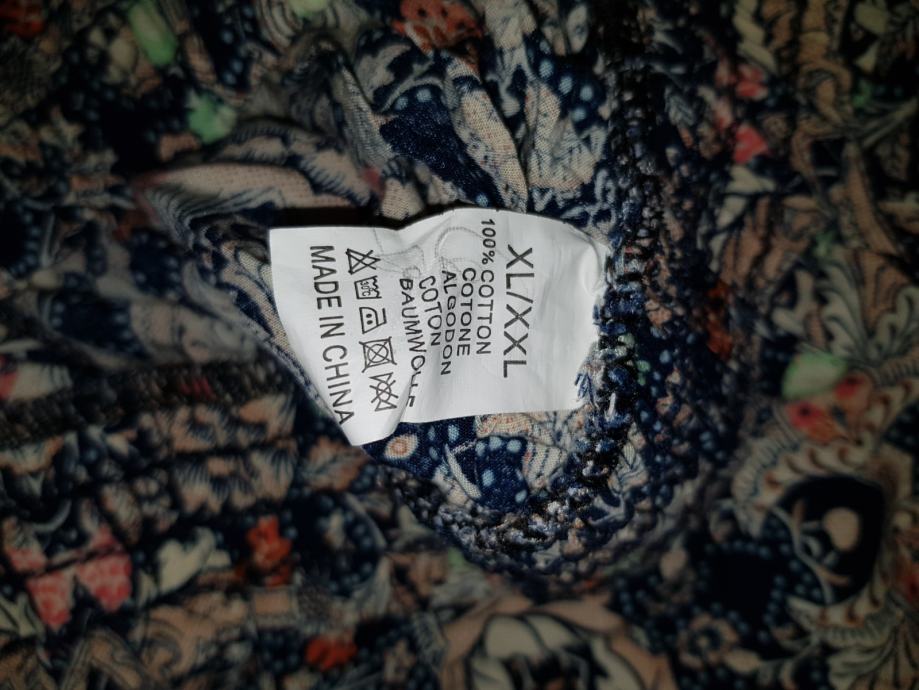 XL/XXL
100% COTTON
COTONE
ALGODON
COTON
BAUMWOLLE
MADE IN CHINA